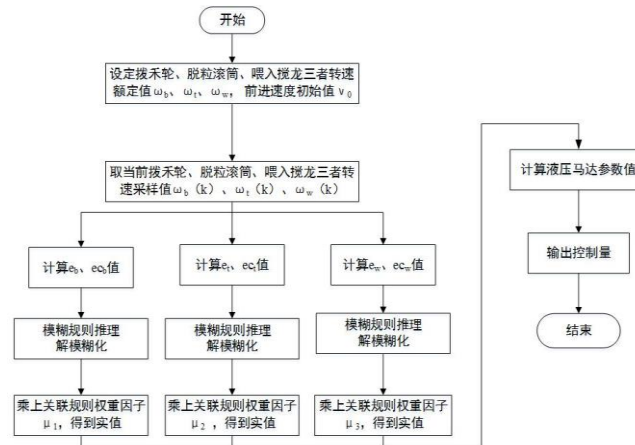 开始
设定拨禾轮、脱粒滚筒、喂入搅龙三者转速
额定值ω_b、ω_t、ω_w，前进速度初始值v_0
取当前拨禾轮、脱粒滚筒、喂入搅龙三者转
速采样值ω_b（k）、ω_t（k）、ω_w（k）
计算e_b、ec_b值
计算e_t、ec_t值
计算e_w、ec_w值
模糊规则推理
解模糊化
模糊规则推理
解模糊化
模糊规则推理
解模糊化
乘上关联规则权重因子
μ_1，得到实值
乘上关联规则权重因子
μ_2，得到实值
乘上关联规则权重因子
μ_3，得到实值
计算液压马达参数值
输出控制量
结束